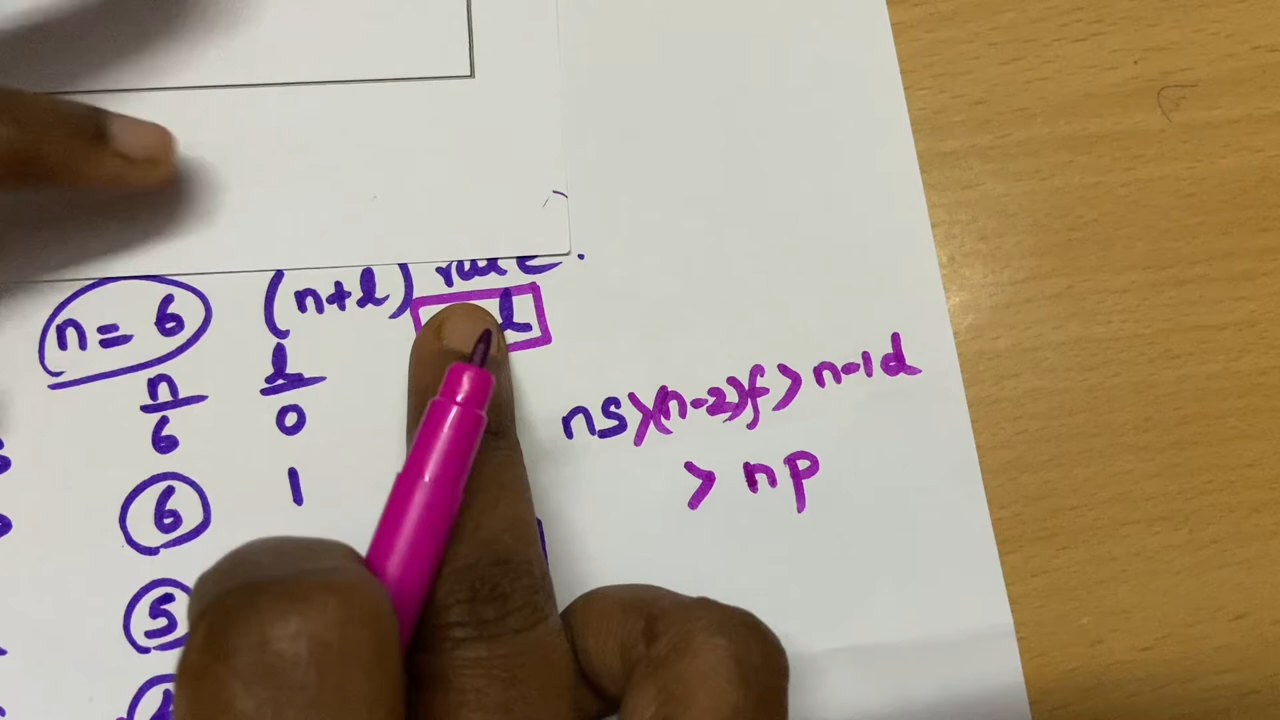 (n+l) rule.
n=6
l
n l
6 0
6 1
5
ns>(n-2)f>n-1d
>np